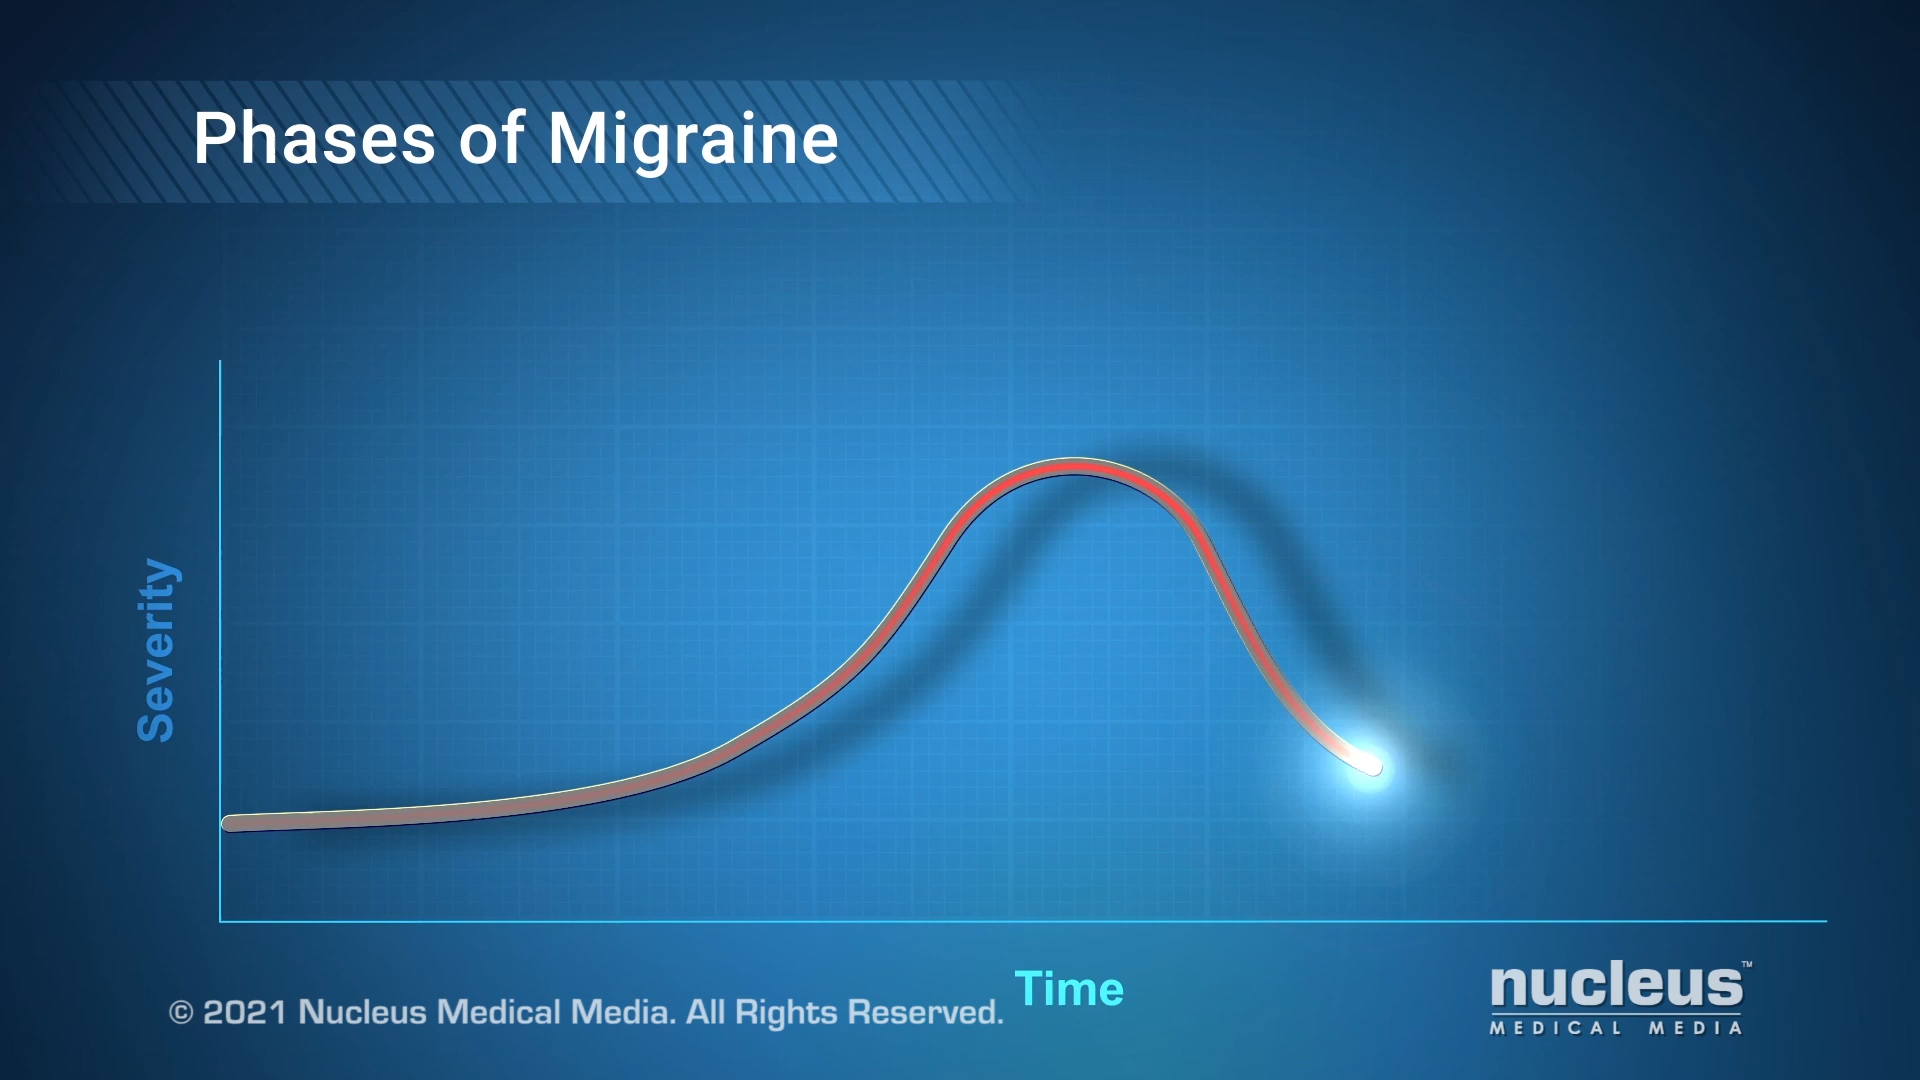 Phases of Migraine
Severity
Time
© 2021 Nucleus Medical Media. All Rights Reserved.
nucleus™
MEDICAL MEDIA